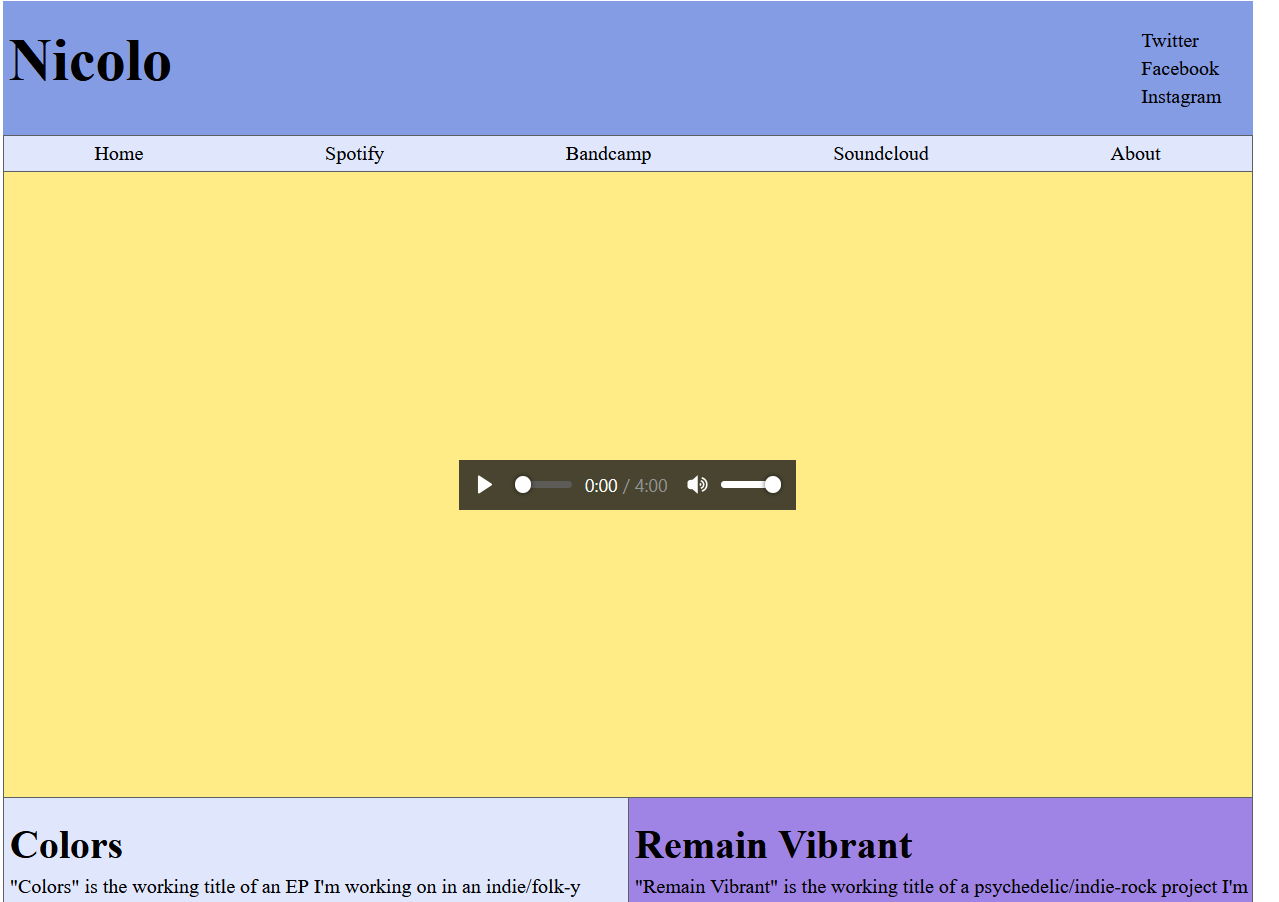 Nicolo
Twitter
Facebook
Instagram
Home Spotify Bandcamp Soundcloud About
0:00 / 4:00
Colors
"Colors" is the working title of an EP I'm working on in an indie/folk-y
Remain Vibrant
"Remain Vibrant" is the working title of a psychedelic/indie-rock project I'm